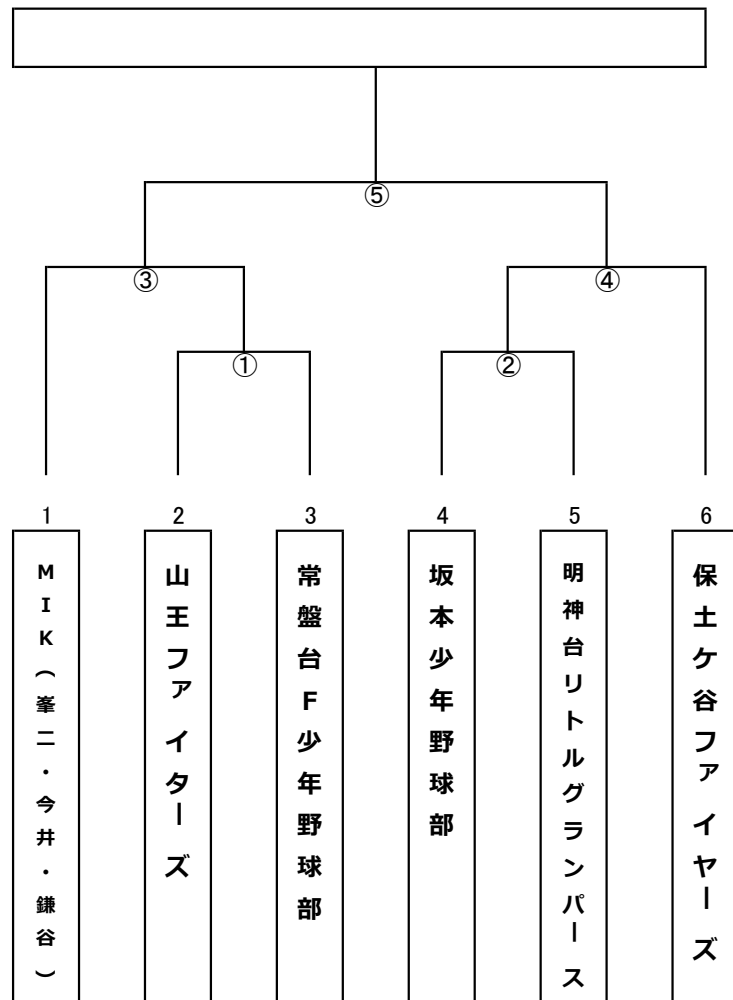 ⑤
③
④
①
②
1
2
3
4
5
6
MIK(峯二・今井・鎌谷)
山王ファイターズ
常盤台F少年野球部
坂本少年野球部
明神台リトルグランパース
保土ケ谷ファイヤーズ